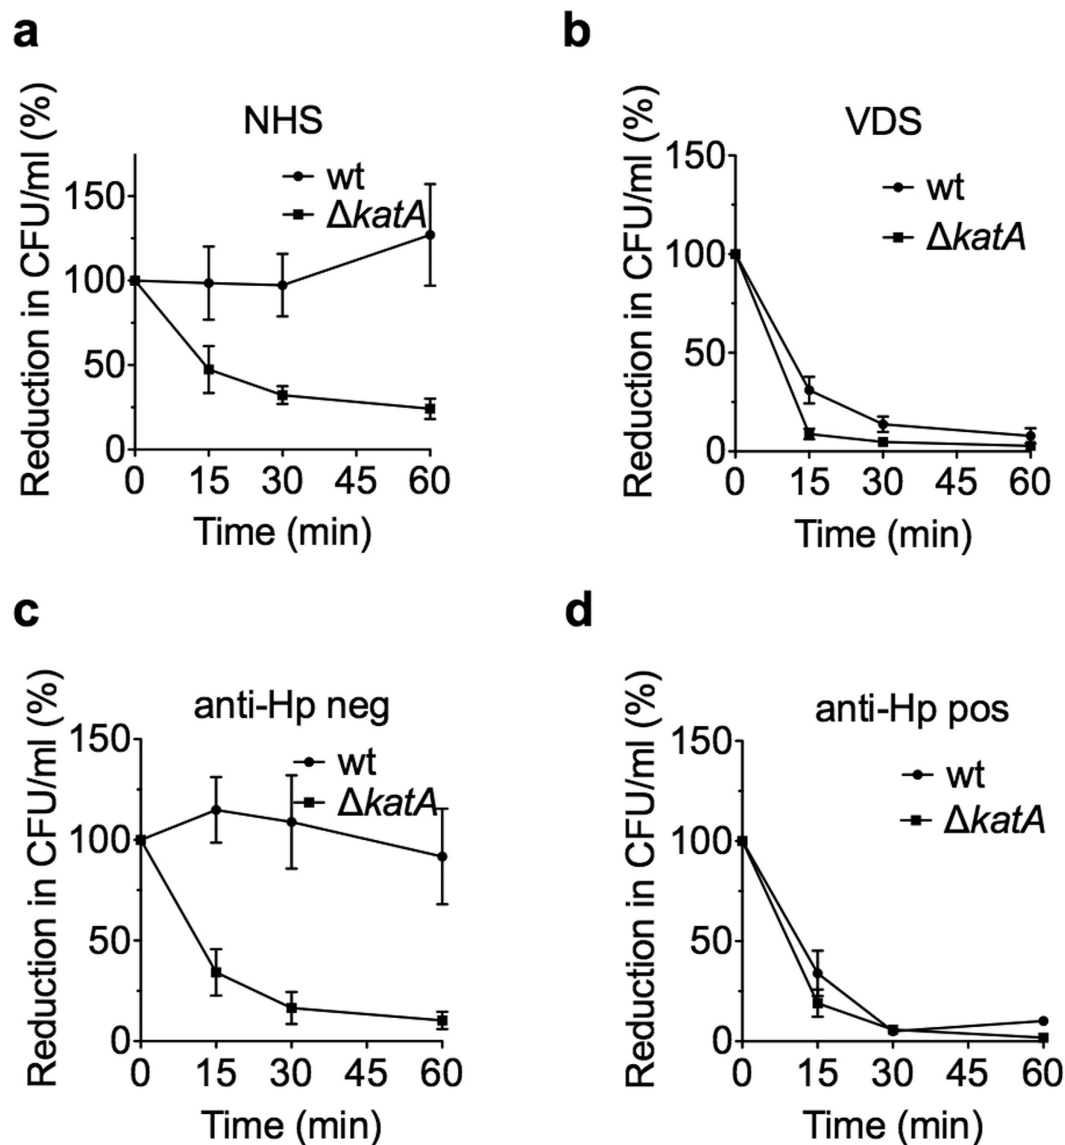 a
NHS
Reduction in CFU/ml (%)
150
100
50
0
wt
ΔkatA
0 15 30 45 60
Time (min)
b
VDS
Reduction in CFU/ml (%)
150
100
50
0
wt
ΔkatA
0 15 30 45 60
Time (min)
c
anti-Hp neg
Reduction in CFU/ml (%)
150
100
50
0
wt
ΔkatA
0 15 30 45 60
Time (min)
d
anti-Hp pos
Reduction in CFU/ml (%)
150
100
50
0
wt
ΔkatA
0 15 30 45 60
Time (min)